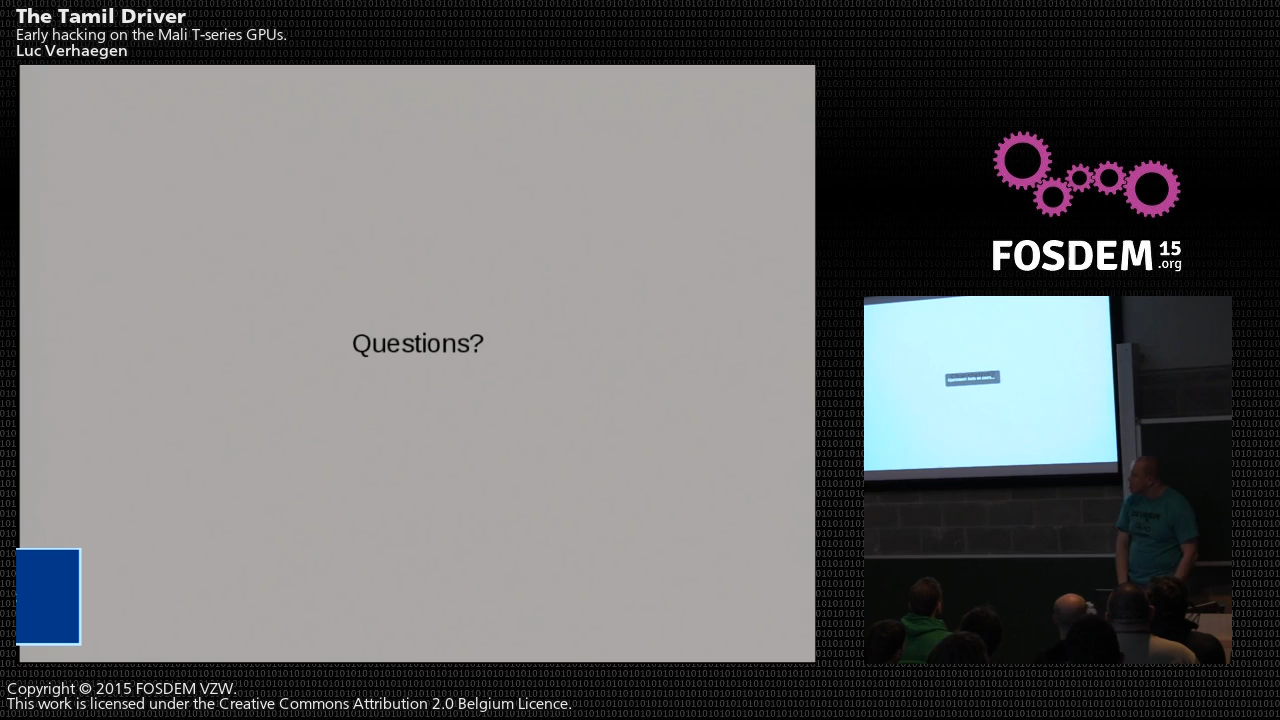 The Tamil Driver
Early hacking on the Mali T-series GPUs.
Luc Verhaegen
Questions?
FOSDEM 15
.org
Copyright © 2015 FOSDEM VZW.
This work is licensed under the Creative Commons Attribution 2.0 Belgium Licence.